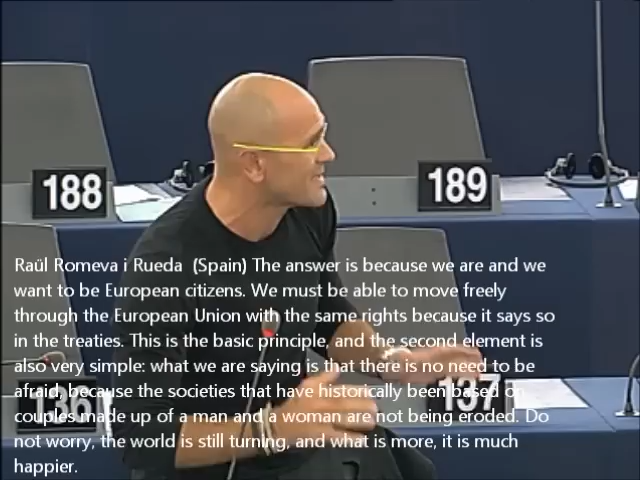 188
189
Raül Romeva i Rueda (Spain) The answer is because we are and we
want to be European citizens. We must be able to move freely
through the European Union with the same rights because it says so
in the treaties. This is the basic principle, and the second element is
also very simple: what we are saying is that there is no need to be
afraid, because the societies that have historically been based on
couples made up of a man and a woman are not being eroded. Do
not worry, the world is still turning, and what is more, it is much
happier.
136
137